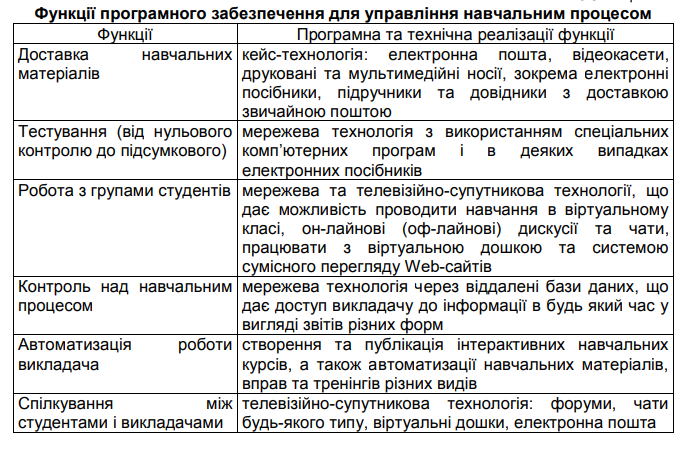 Функції програмного забезпечення для управління навчальним процесом
Функції
Програмна та технічна реалізації функції
Доставка навчальних
матеріалів
кейс-технологія: електронна пошта, відеокасети,
друковані та мультимедійні носії, зокрема електронні
посібники, підручники та довідники з доставкою
звичайною поштою
Тестування (від нульового
контролю до підсумкового)
мережева технологія з використанням спеціальних
комп’ютерних програм і в деяких випадках
електронних посібників
Робота з групами студентів
мережева та телевізійно-супутникова технології, що
дає можливість проводити навчання в віртуальному
класі, он-лайнові (оф-лайнові) дискусії та чати,
працювати з віртуальною дошкою та системою
сумісного перегляду Web-сайтів
Контроль над навчальним
процесом
мережева технологія через віддалені бази даних, що
дає доступ викладачу до інформації в будь який час у
вигляді звітів різних форм
Автоматизація роботи
викладача
створення та публікація інтерактивних навчальних
курсів, а також автоматизації навчальних матеріалів,
вправ та тренінгів різних видів
Спілкування між
студентами і викладачами
телевізійно-супутникова технологія: форуми, чати
будь-якого типу, віртуальні дошки, електронна пошта